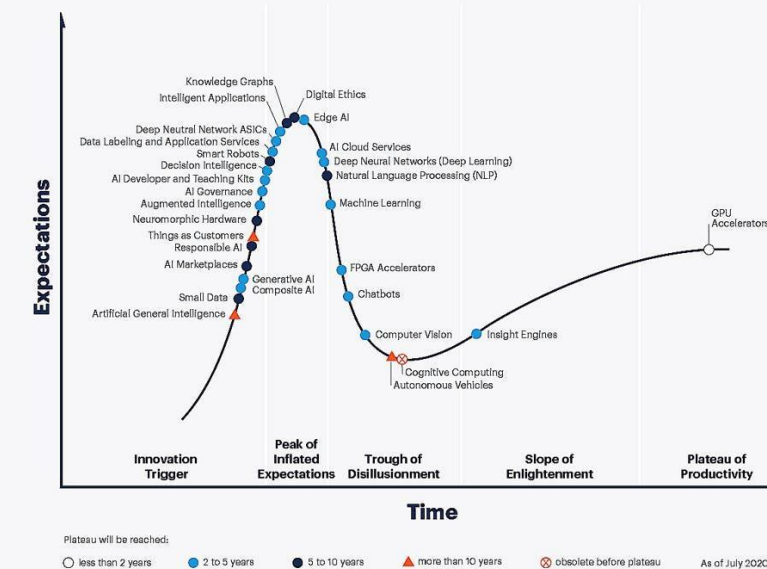 Knowledge Graphs
Intelligent Applications
Digital Ethics
Edge AI
Deep Neutral Network ASICs
Data Labeling and Application Services
Smart Robots
Decision Intelligence
AI Developer and Teaching Kits
AI Governance
Augmented Intelligence
Neuromorphic Hardware
Things as Customers
Responsible AI
AI Marketplaces
Generative AI
Composite AI
Small Data
Artificial General Intelligence
AI Cloud Services
Deep Neural Networks (Deep Learning)
Natural Language Processing (NLP)
Machine Learning
FPGA Accelerators
Chatbots
Computer Vision
Insight Engines
Cognitive Computing
Autonomous Vehicles
GPU
Accelerators
Expectations
Innovation
Trigger
Peak of
Inflated
Expectations
Trough of
Disillusionment
Slope of
Enlightenment
Plateau of
Productivity
Time
Plateau will be reached:
less than 2 years
2 to 5 years
5 to 10 years
more than 10 years
obsolete before plateau
As of July 2020